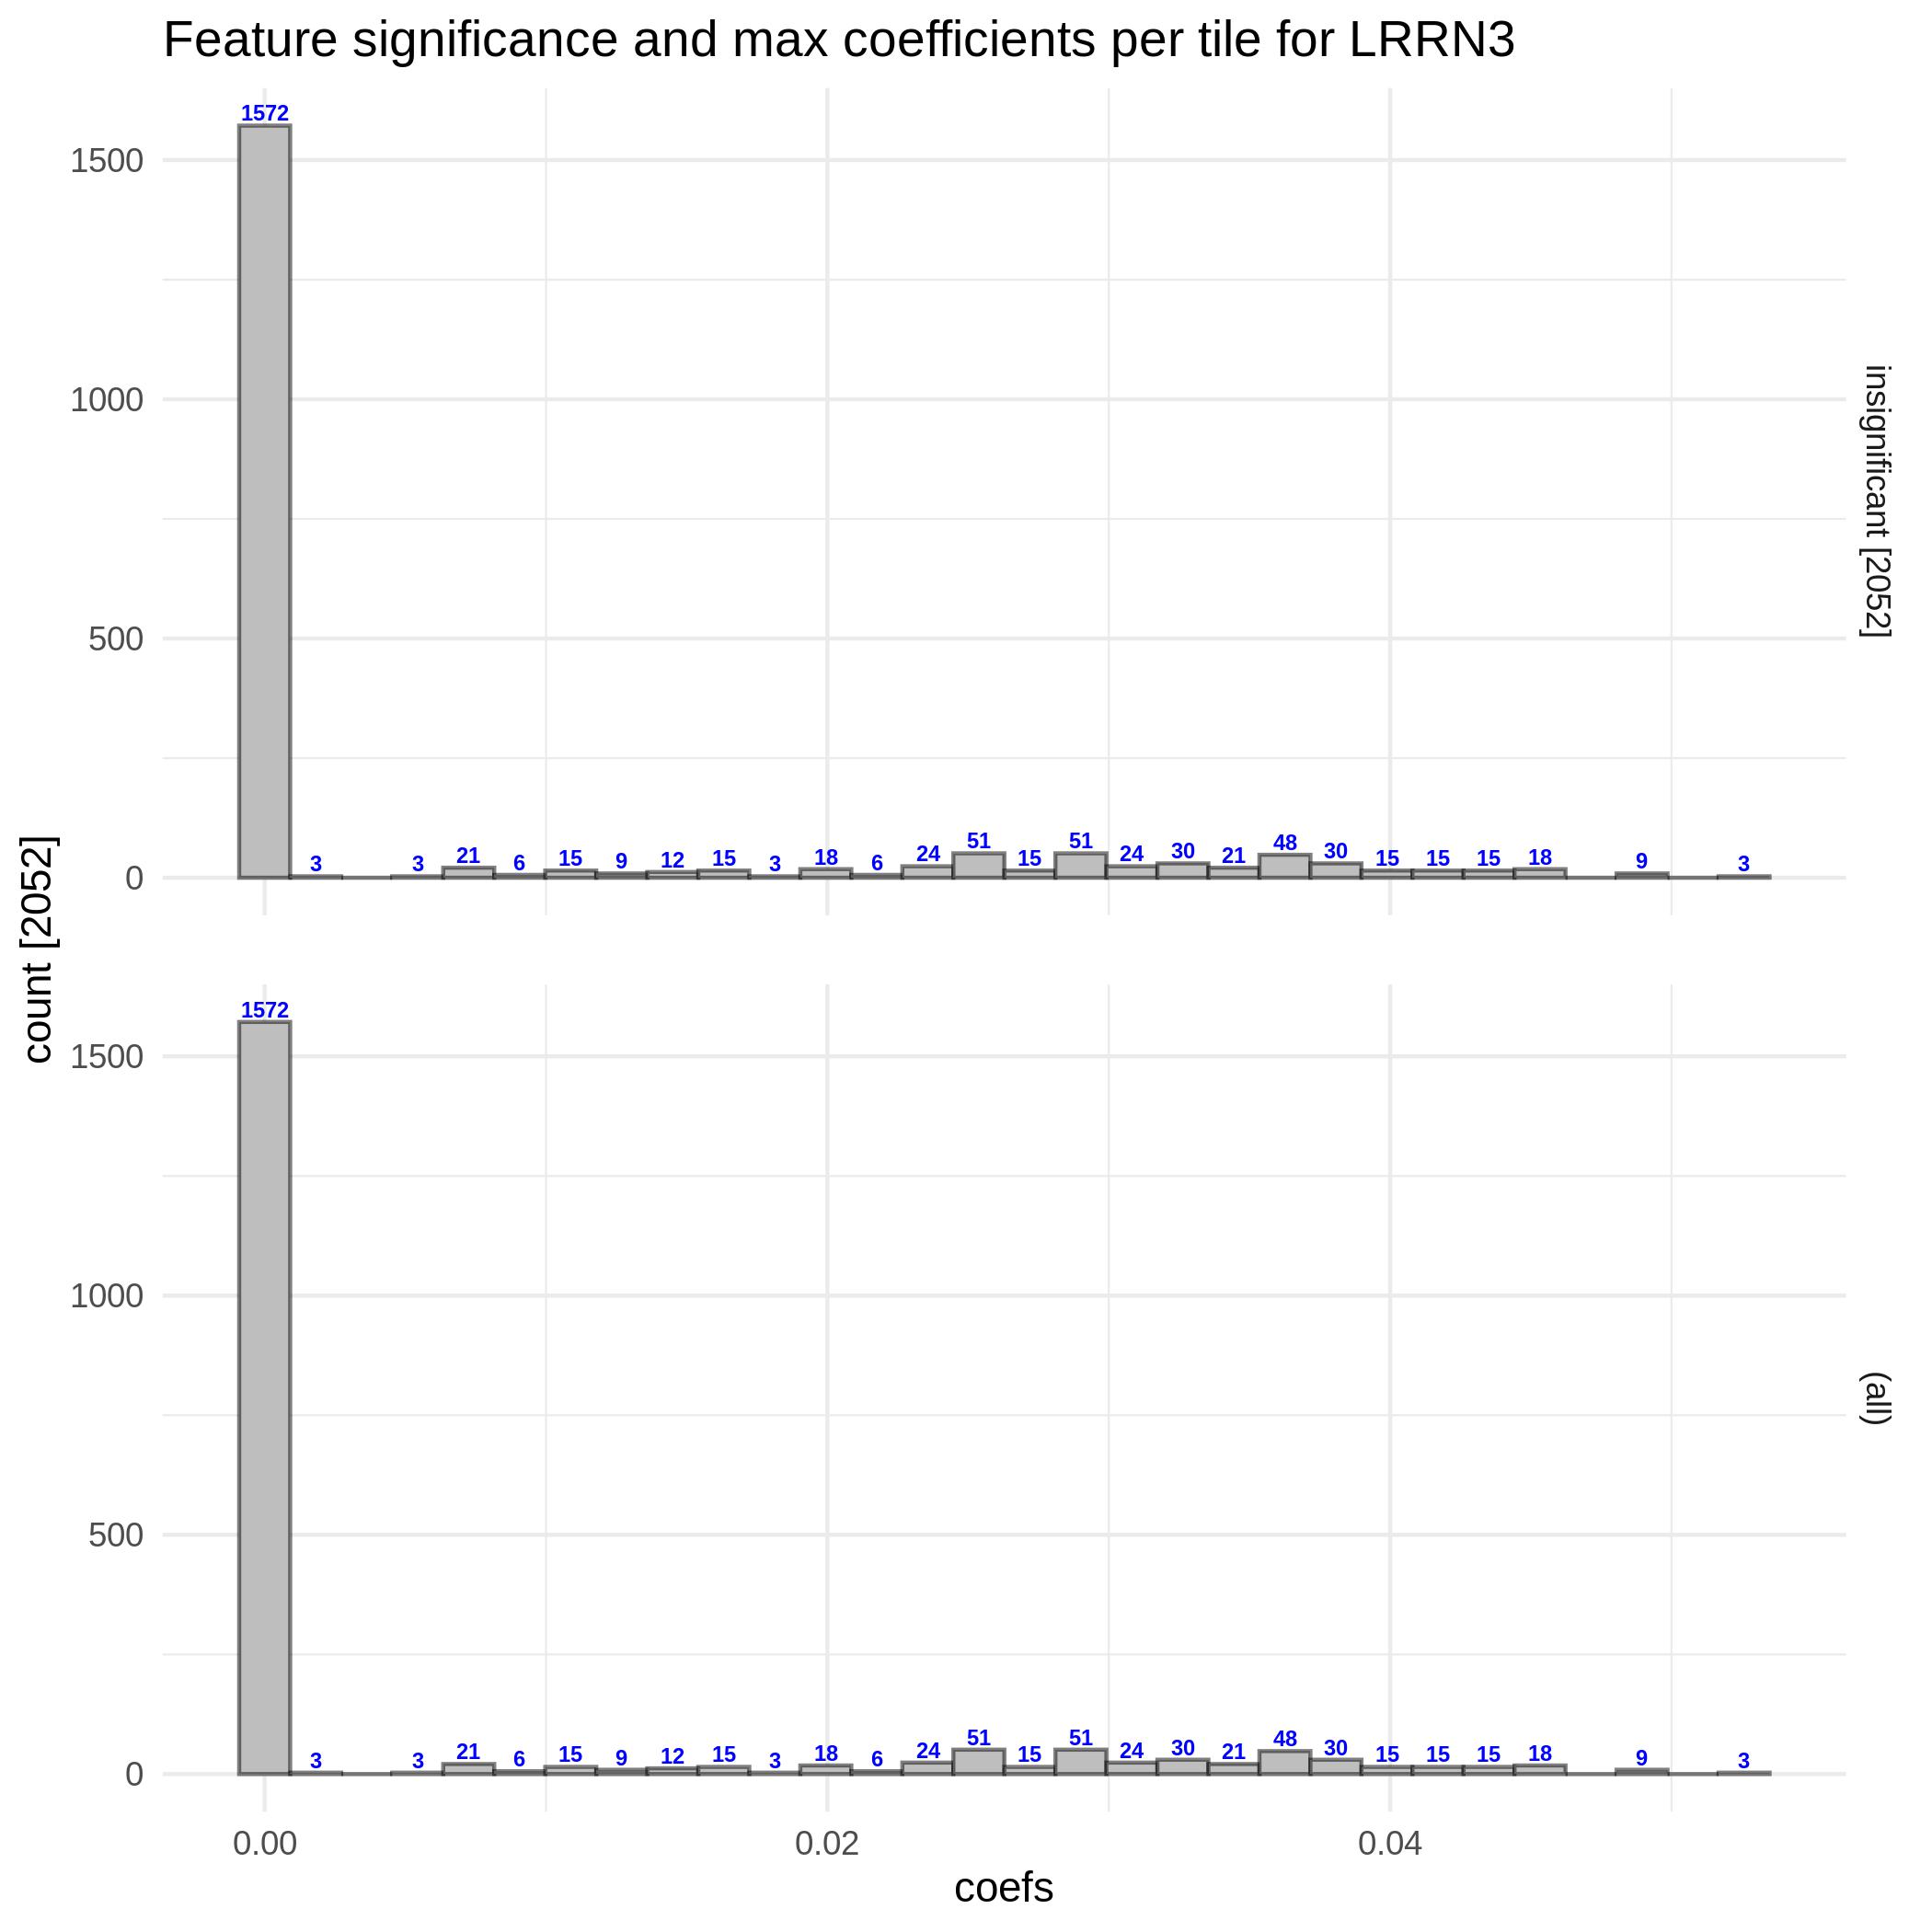 Feature significance and max coefficients per tile for LRRN3
1572
1500
1000
500
0
3 3 21 6 15 9 12 15 3 18 6 24 51 15 51 24 30 21 48 30 15 15 15 18 9 3
insignificant [2052]
count [2052]
1572
1500
1000
500
0
3 3 21 6 15 9 12 15 3 18 6 24 51 15 51 24 30 21 48 30 15 15 15 18 9 3
(all)
0.00 0.02 0.04
coefs